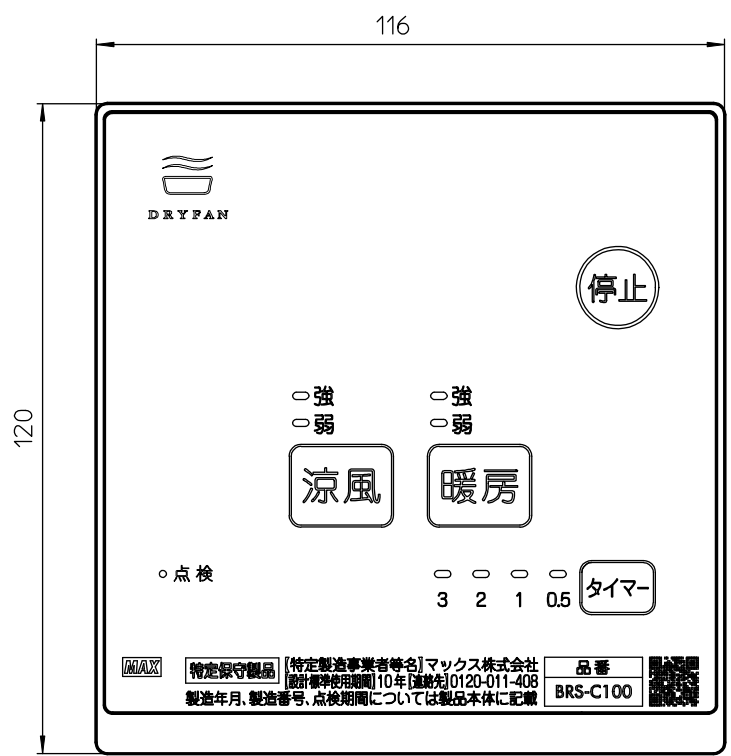 116
120
DRYFAN
停止
強 強
弱 弱
涼風 暖房
点検
3 2 1 0.5 タイマー
MAX
特定保守製品
[特定製造事業者等名]マックス株式会社
[設計標準使用期間]10年[連絡先]0120-011-408
製造年月、製造番号、点検期間については製品本体に記載
品番
BRS-C100